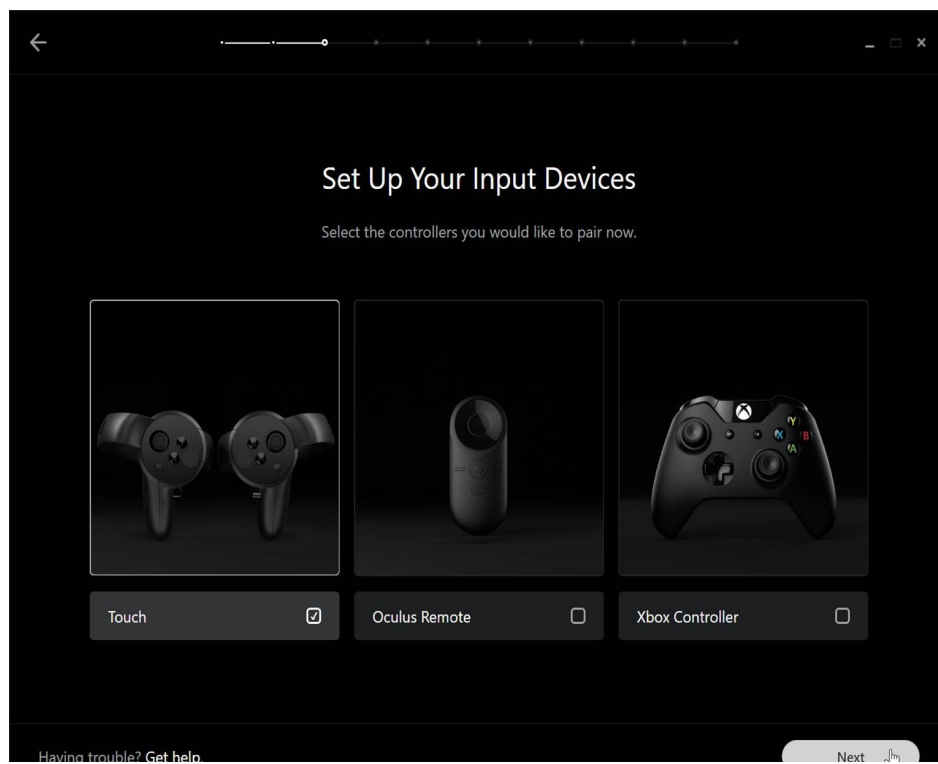 Set Up Your Input Devices
Select the controllers you would like to pair now.
Y
X B
A
Touch
Oculus Remote
Xbox Controller
Having trouble? Get help.
Next